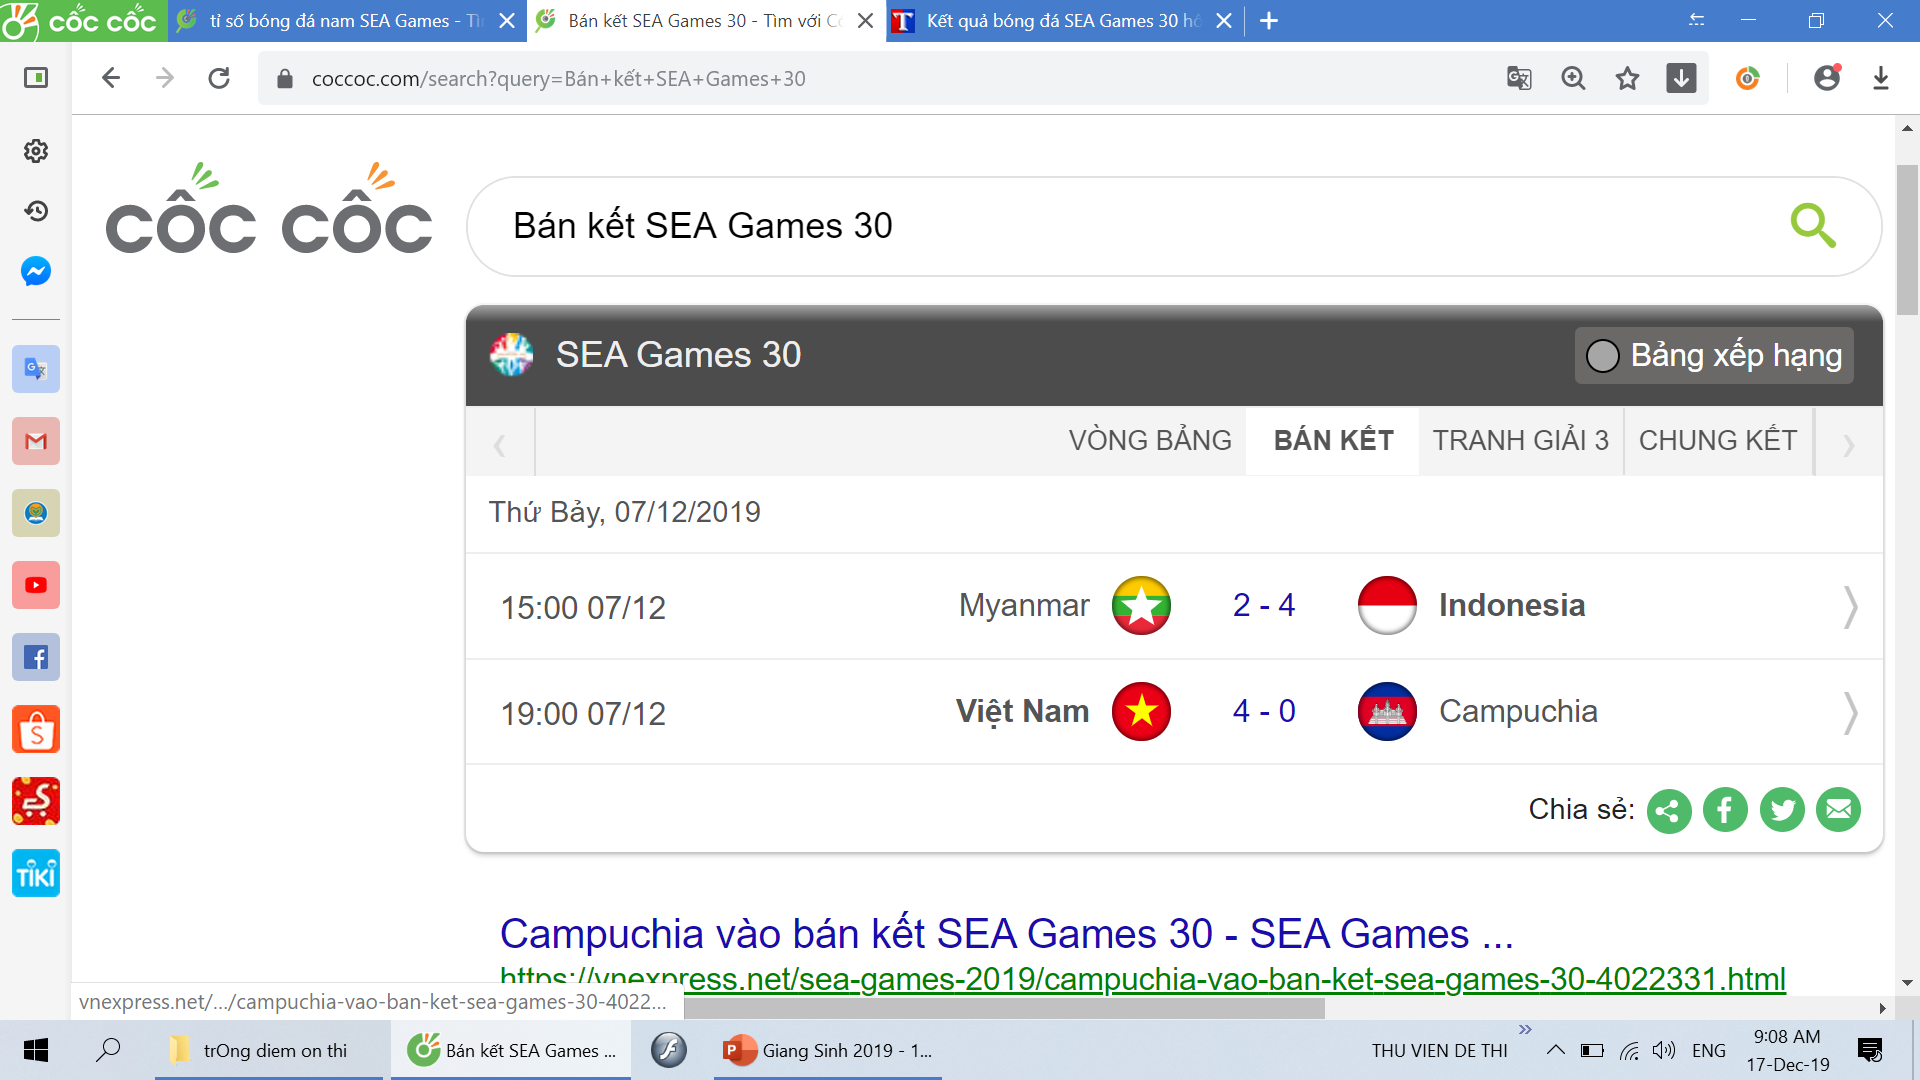 cốc cốc
tỉ số bóng đá nam SEA Games - Tì
Bán kết SEA Games 30 - Tìm với C
Kết quả bóng đá SEA Games 30 hô
coccoc.com/search?query=Bán+kết+SEA+Games+30
cốc cốc
Bán kết SEA Games 30
SEA Games 30
Bảng xếp hạng
VÒNG BẢNG
BÁN KẾT
TRANH GIẢI 3
CHUNG KẾT
Thứ Bảy, 07/12/2019
15:00 07/12 Myanmar 2 - 4 Indonesia
19:00 07/12 Việt Nam 4 - 0 Campuchia
Chia sẻ:
TIKI
Campuchia vào bán kết SEA Games 30 - SEA Games ...
https://vnexpress.net/sea-games-2019/campuchia-vao-ban-ket-sea-games-30-4022331.html
vnexpress.net/.../campuchia-vao-ban-ket-sea-games-30-4022...
trOng diem on thi
Bán kết SEA Games ...
Giang Sinh 2019 - 1...
THU VIEN DE THI
ENG
9:08 AM
17-Dec-19